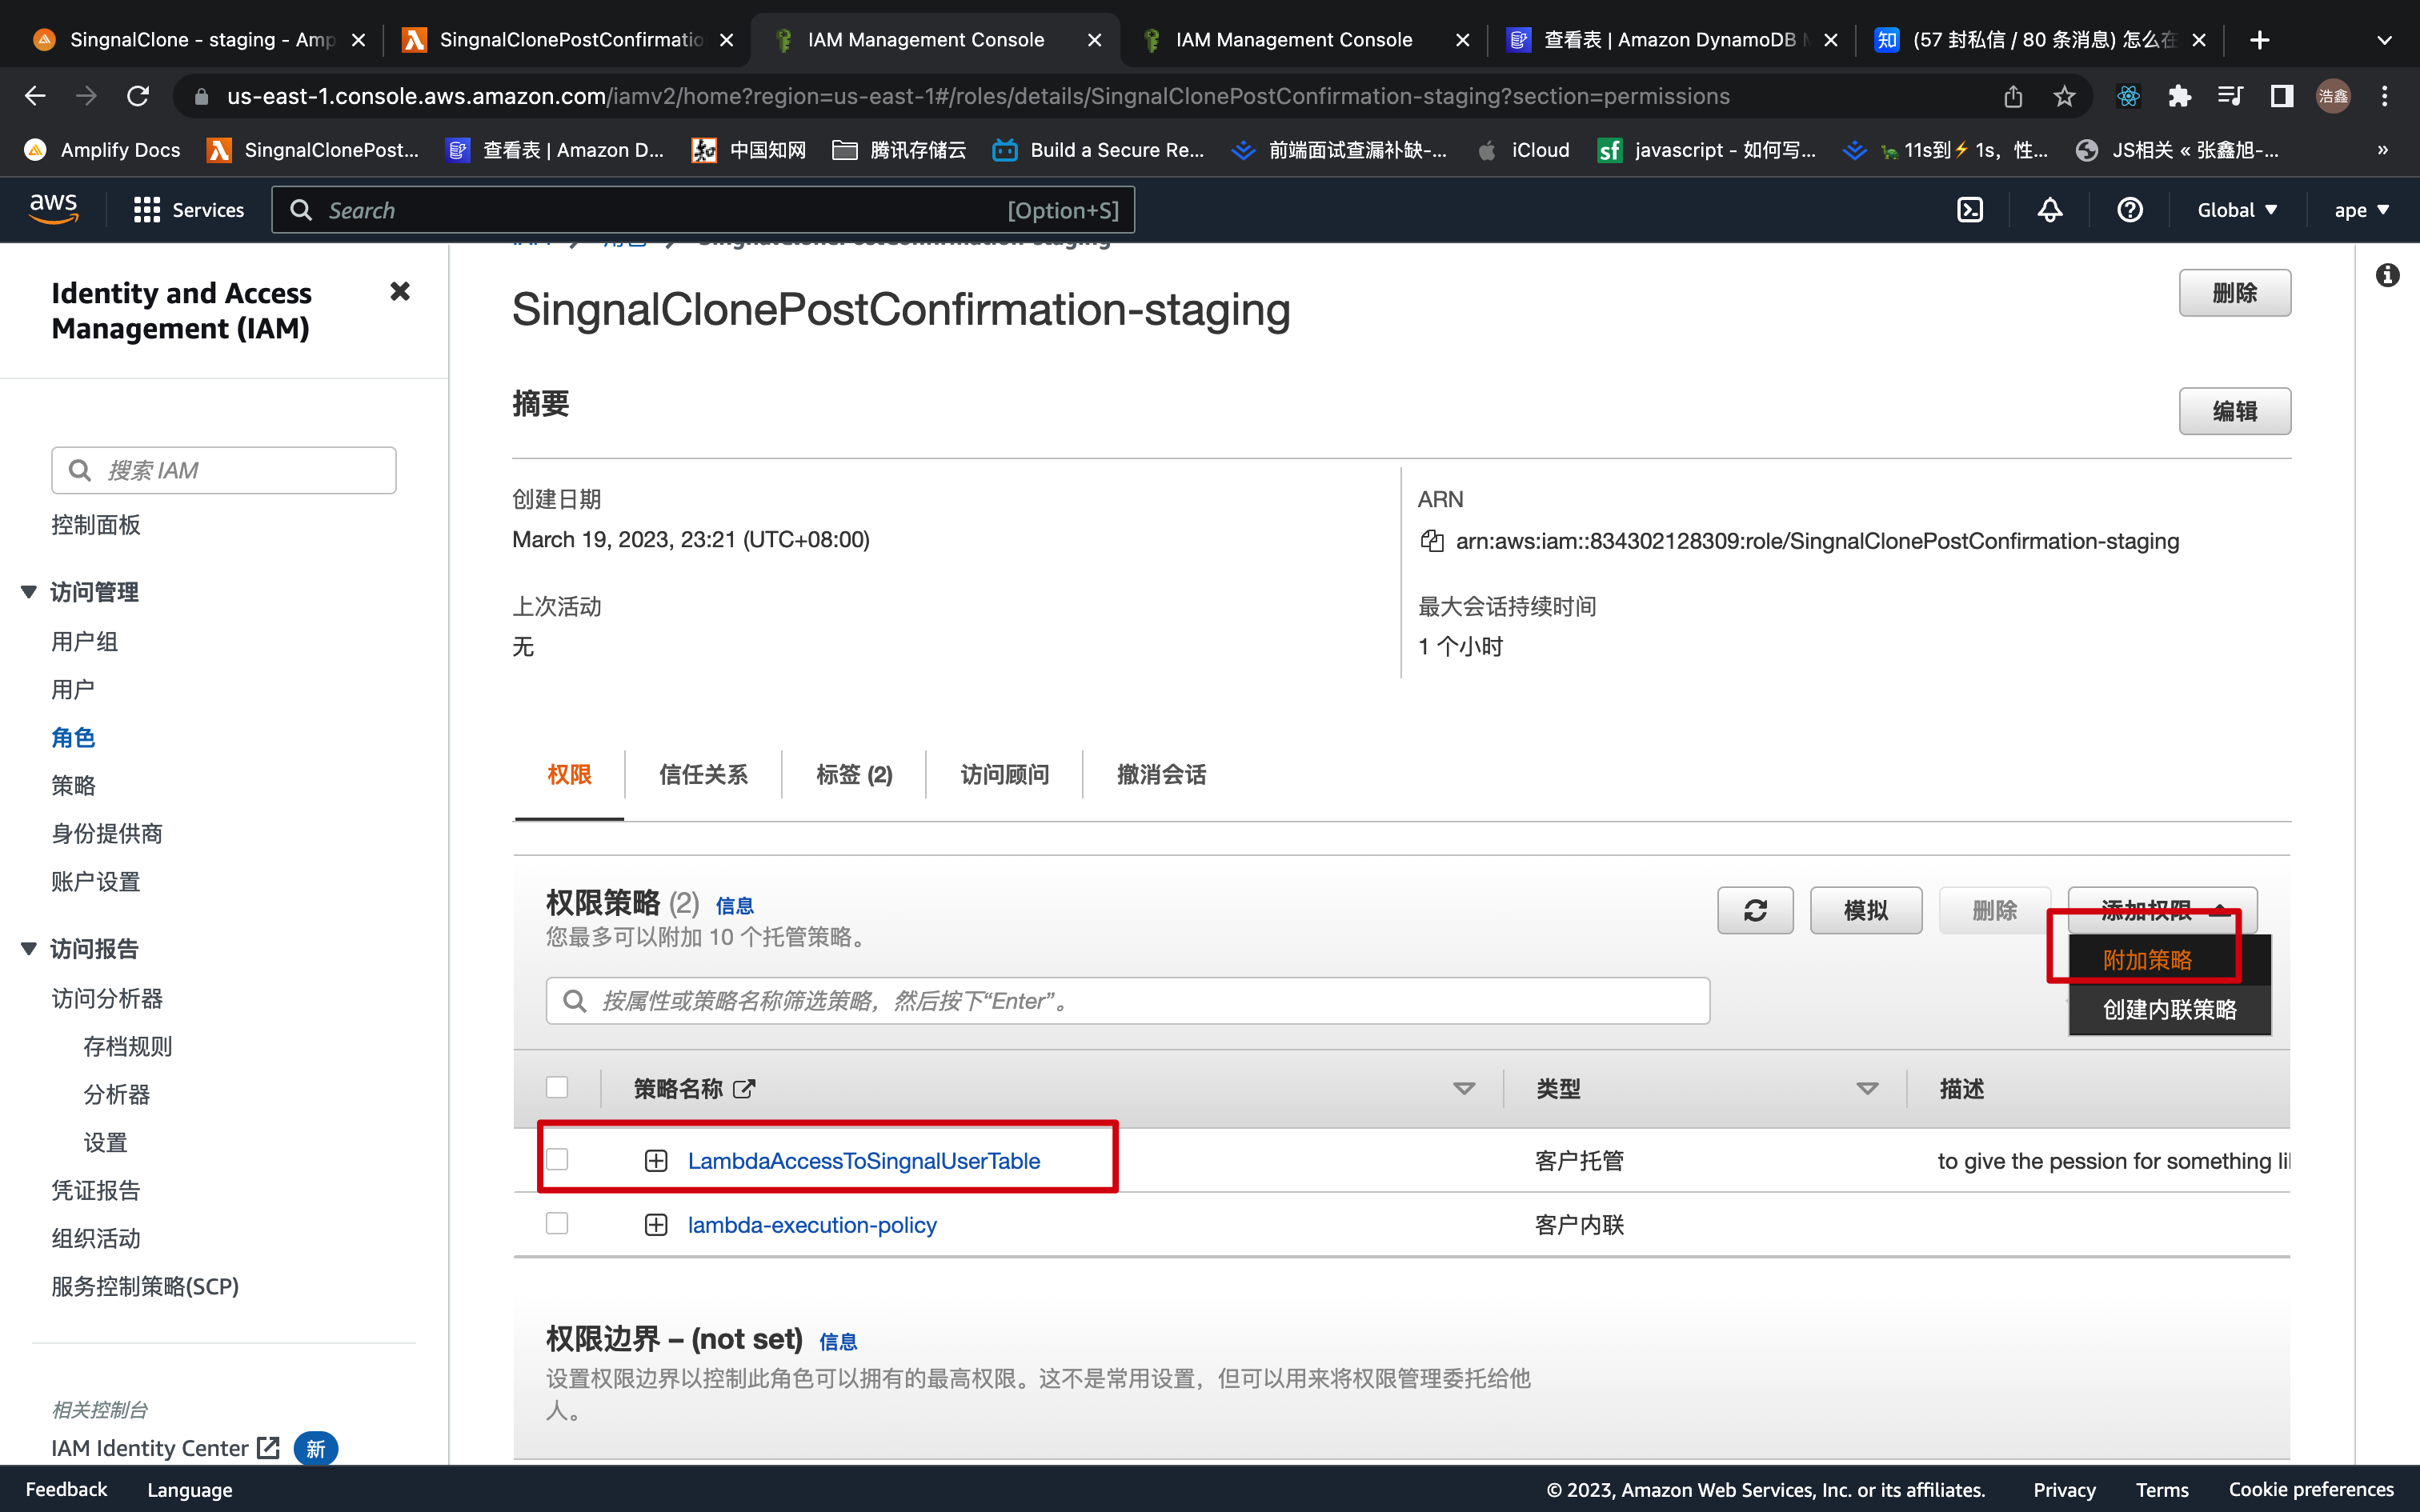 SingnalClone - staging - Amp
SingnalClonePostConfirmatio
IAM Management Console
IAM Management Console
查看表 | Amazon DynamoDB
知 (57 封私信 / 80 条消息) 怎么在
us-east-1.console.aws.amazon.com/iamv2/home?region=us-east-1#/roles/details/SingnalClonePostConfirmation-staging?section=permissions
浩鑫
Amplify Docs
SingnalClonePost...
查看表 | Amazon D...
中国知网
腾讯存储云
Build a Secure Re...
前端面试查漏补缺-...
iCloud
sf javascript - 如何写...
11s到⚡1s，性...
JS相关 « 张鑫旭-...
»
aws
Services
Search
[Option+S]
Global
ape
Identity and Access
Management (IAM)
搜索 IAM
控制面板
访问管理
用户组
用户
角色
策略
身份提供商
账户设置
访问报告
访问分析器
存档规则
分析器
设置
凭证报告
组织活动
服务控制策略(SCP)
相关控制台
IAM Identity Center 新
SingnalClonePostConfirmation-staging
删除
摘要
编辑
创建日期
March 19, 2023, 23:21 (UTC+08:00)
ARN
arn:aws:iam::834302128309:role/SingnalClonePostConfirmation-staging
上次活动
无
最大会话持续时间
1 个小时
权限
信任关系
标签 (2)
访问顾问
撤消会话
权限策略 (2) 信息
您最多可以附加 10 个托管策略。
模拟
删除
添加权限
附加策略
创建内联策略
按属性或策略名称筛选策略，然后按下“Enter”。
策略名称
类型
描述
LambdaAccessToSingnalUserTable
客户托管
to give the pession for something li
lambda-execution-policy
客户内联
权限边界 – (not set) 信息
设置权限边界以控制此角色可以拥有的最高权限。这不是常用设置，但可以用来将权限管理委托给他
人。
Feedback
Language
© 2023, Amazon Web Services, Inc. or its affiliates.
Privacy
Terms
Cookie preferences